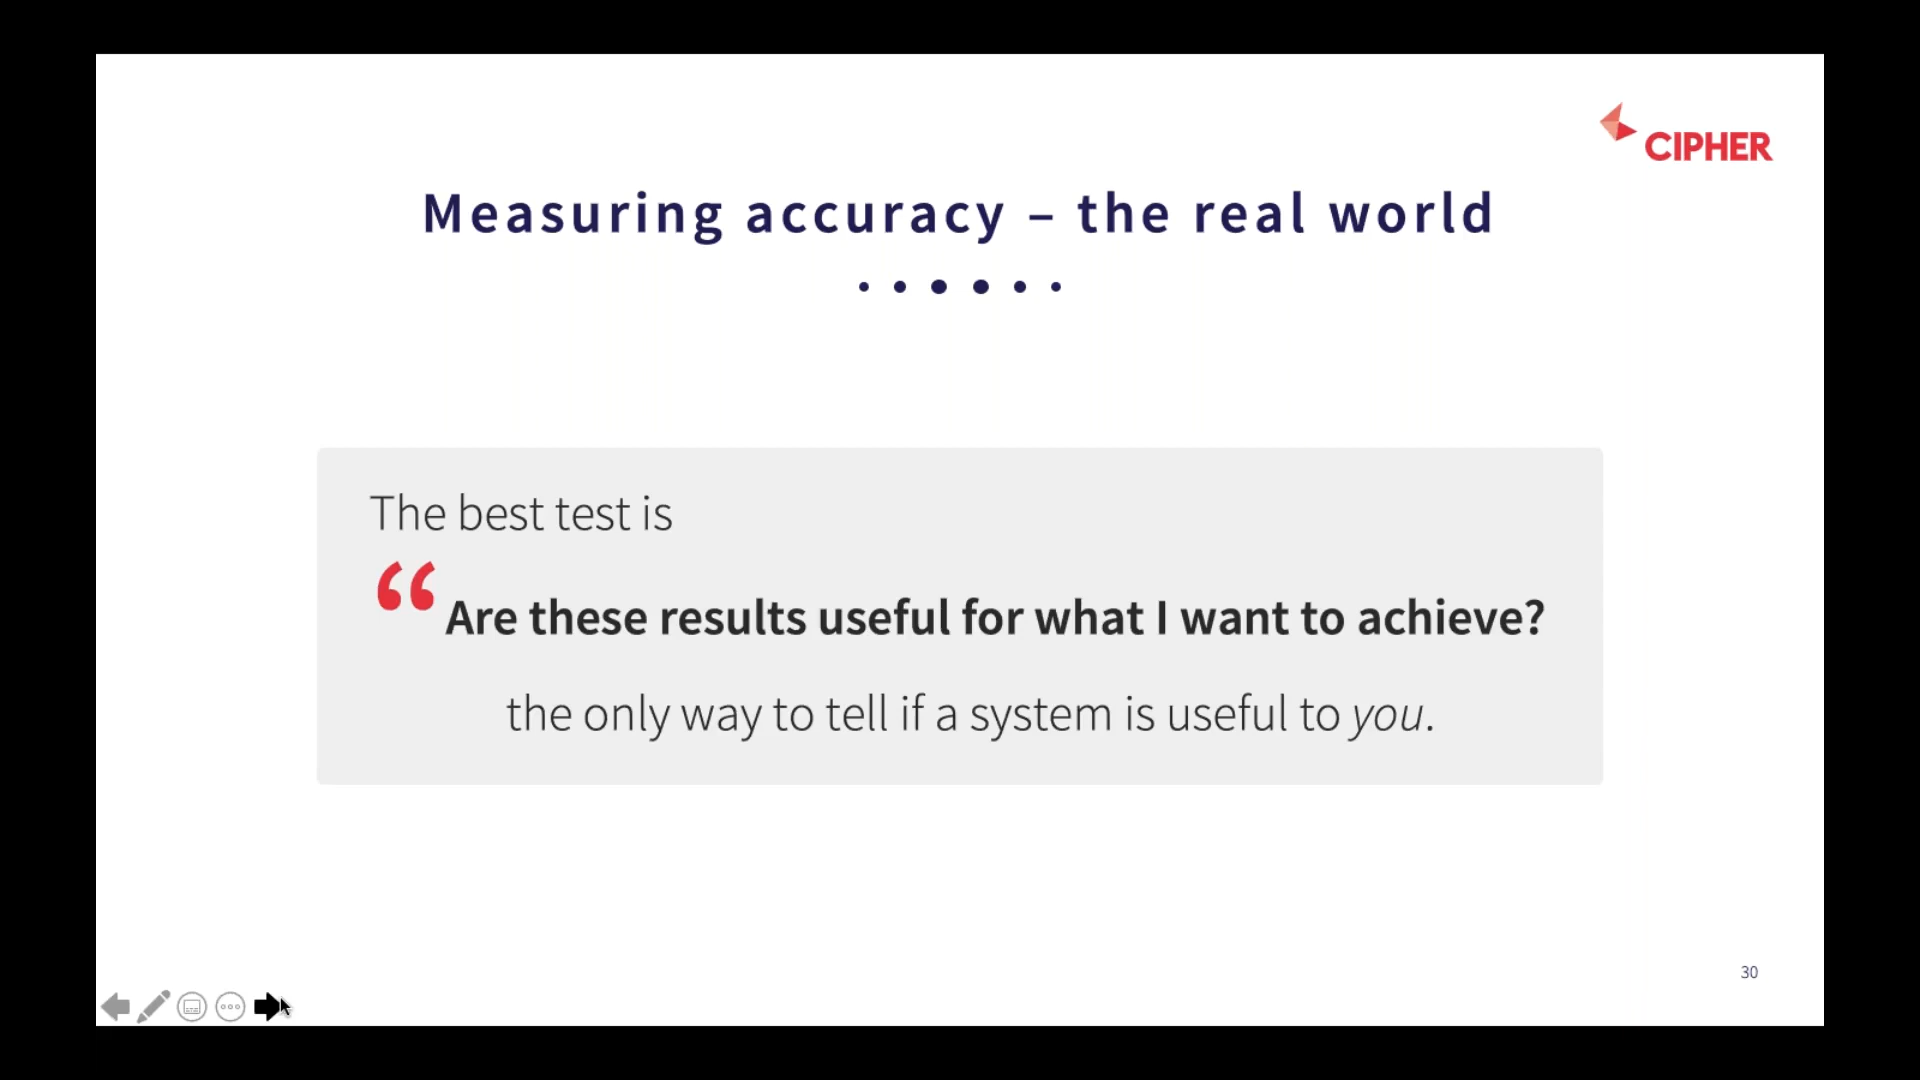 CIPHER
Measuring accuracy – the real world
The best test is
“Are these results useful for what I want to achieve?
the only way to tell if a system is useful to you.
30